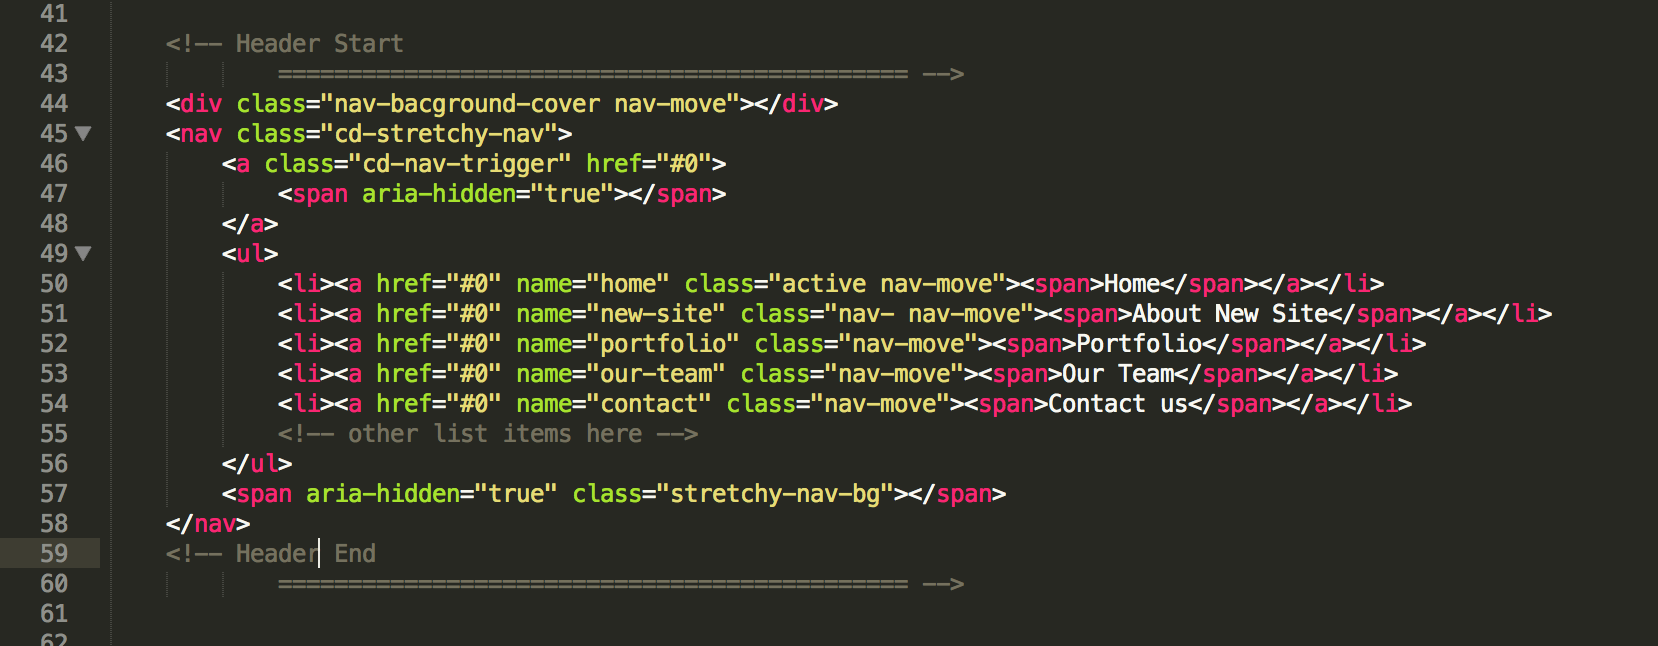 41
42 <!-- Header Start
43 ============================================= -->
44 <div class="nav-bacground-cover nav-move"></div>
45 <nav class="cd-stretchy-nav">
46 <a class="cd-nav-trigger" href="#0">
47 <span aria-hidden="true"></span>
48 </a>
49 <ul>
50 <li><a href="#0" name="home" class="active nav-move"><span>Home</span></a></li>
51 <li><a href="#0" name="new-site" class="nav- nav-move"><span>About New Site</span></a></li>
52 <li><a href="#0" name="portfolio" class="nav-move"><span>Portfolio</span></a></li>
53 <li><a href="#0" name="our-team" class="nav-move"><span>Our Team</span></a></li>
54 <li><a href="#0" name="contact" class="nav-move"><span>Contact us</span></a></li>
55 <!-- other list items here -->
56 </ul>
57 <span aria-hidden="true" class="stretchy-nav-bg"></span>
58 </nav>
59 <!-- Header End
60 ============================================= -->
61
62